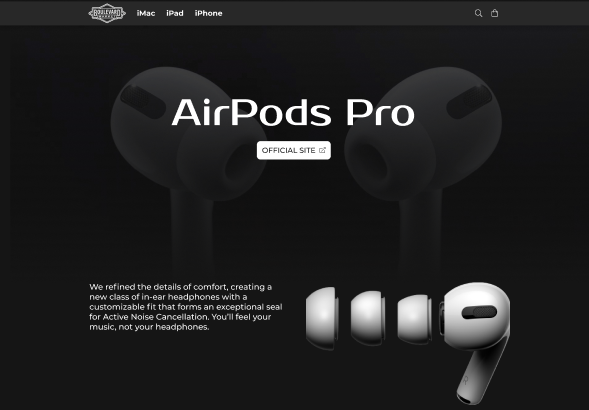 BOULEVARD
iMac iPad iPhone
AirPods Pro
OFFICIAL SITE
We refined the details of comfort, creating a
new class of in-ear headphones with a
customizable fit that forms an exceptional seal
for Active Noise Cancellation. You'll feel your
music, not your headphones.